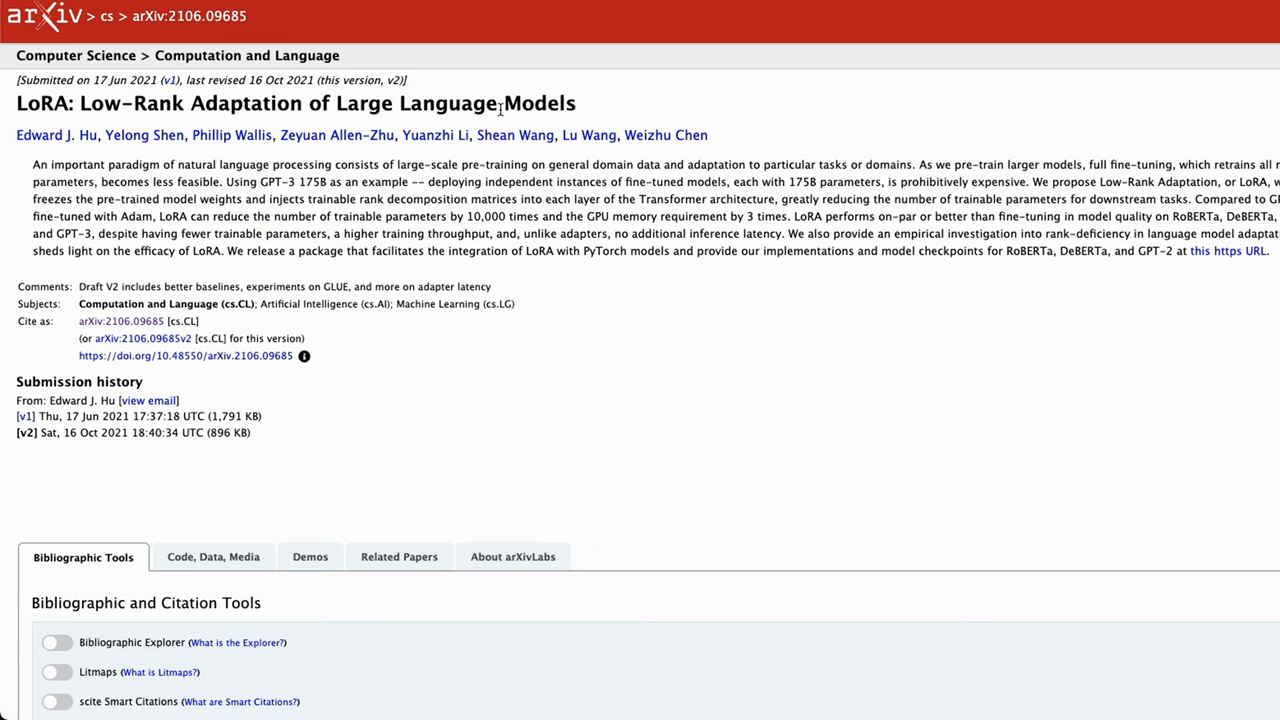 arXiv > cs > arXiv:2106.09685
Computer Science > Computation and Language
[Submitted on 17 Jun 2021 (v1), last revised 16 Oct 2021 (this version, v2)]
LoRA: Low-Rank Adaptation of Large Language Models
Edward J. Hu, Yelong Shen, Phillip Wallis, Zeyuan Allen-Zhu, Yuanzhi Li, Shean Wang, Lu Wang, Weizhu Chen
An important paradigm of natural language processing consists of large-scale pre-training on general domain data and adaptation to particular tasks or domains. As we pre-train larger models, full fine-tuning, which retrains all
parameters, becomes less feasible. Using GPT-3 175B as an example -- deploying independent instances of fine-tuned models, each with 175B parameters, is prohibitively expensive. We propose Low-Rank Adaptation, or LoRA,
freezes the pre-trained model weights and injects trainable rank decomposition matrices into each layer of the Transformer architecture, greatly reducing the number of trainable parameters for downstream tasks. Compared to
fine-tuned with Adam, LoRA can reduce the number of trainable parameters by 10,000 times and the GPU memory requirement by 3 times. LoRA performs on-par or better than fine-tuning in model quality on RoBERTa, DeBERTa,
and GPT-3, despite having fewer trainable parameters, a higher training throughput, and, unlike adapters, no additional inference latency. We also provide an empirical investigation into rank-deficiency in language model
sheds light on the efficacy of LoRA. We release a package that facilitates the integration of LoRA with PyTorch models and provide our implementations and model checkpoints for RoBERTa, DeBERTa, and GPT-2 at this https URL.
Comments: Draft V2 includes better baselines, experiments on GLUE, and more on adapter latency
Subjects: Computation and Language (cs.CL); Artificial Intelligence (cs.AI); Machine Learning (cs.LG)
Cite as: arXiv:2106.09685 [cs.CL]
(or arXiv:2106.09685v2 [cs.CL] for this version)
https://doi.org/10.48550/arXiv.2106.09685
Submission history
From: Edward J. Hu [view email]
[v1] Thu, 17 Jun 2021 17:37:18 UTC (1,791 KB)
[v2] Sat, 16 Oct 2021 18:40:34 UTC (896 KB)
Bibliographic Tools Code, Data, Media Demos Related Papers About arXivLabs
Bibliographic and Citation Tools
Bibliographic Explorer (What is the Explorer?)
Litmaps (What is Litmaps?)
scite Smart Citations (What are Smart Citations?)